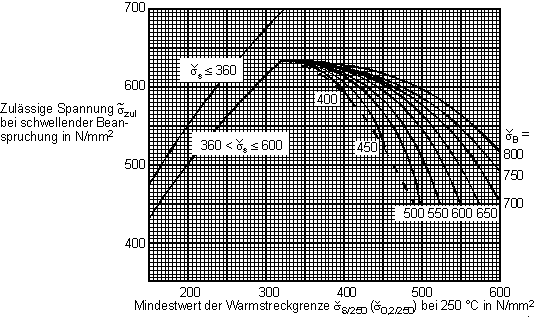 700
600
500
400
σ̌s ≤ 360
360 < σ̌s ≤ 600
400
450
500 550 600 650
Zulässige Spannung σ̃zul
bei schwellender Bean-
spruchung in N/mm²
σ̌B =
800
750
700
200 300 400 500 600
Mindestwert der Warmstreckgrenze σ̌S/250 (σ̌0,2/250) bei 250 °C in N/mm²